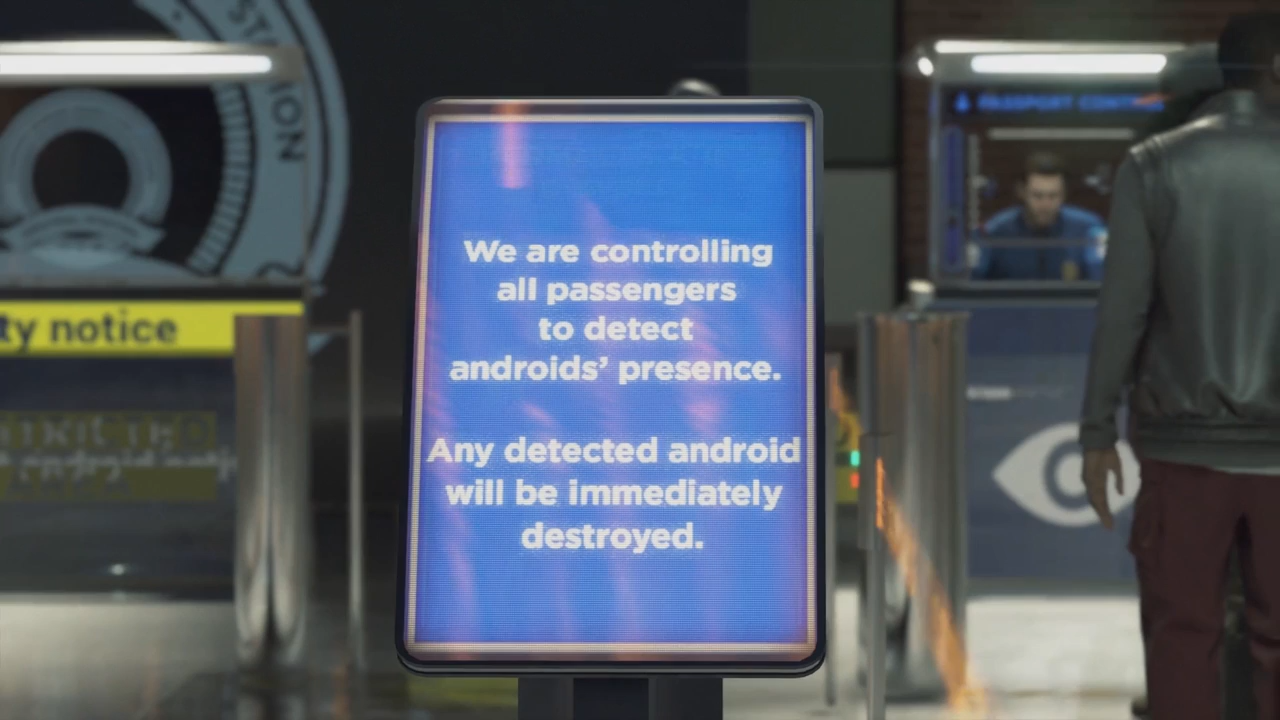 STATION
PASSPORT CONTROL
ty notice
We are controlling
all passengers
to detect
androids’ presence.
Any detected android
will be immediately
destroyed.